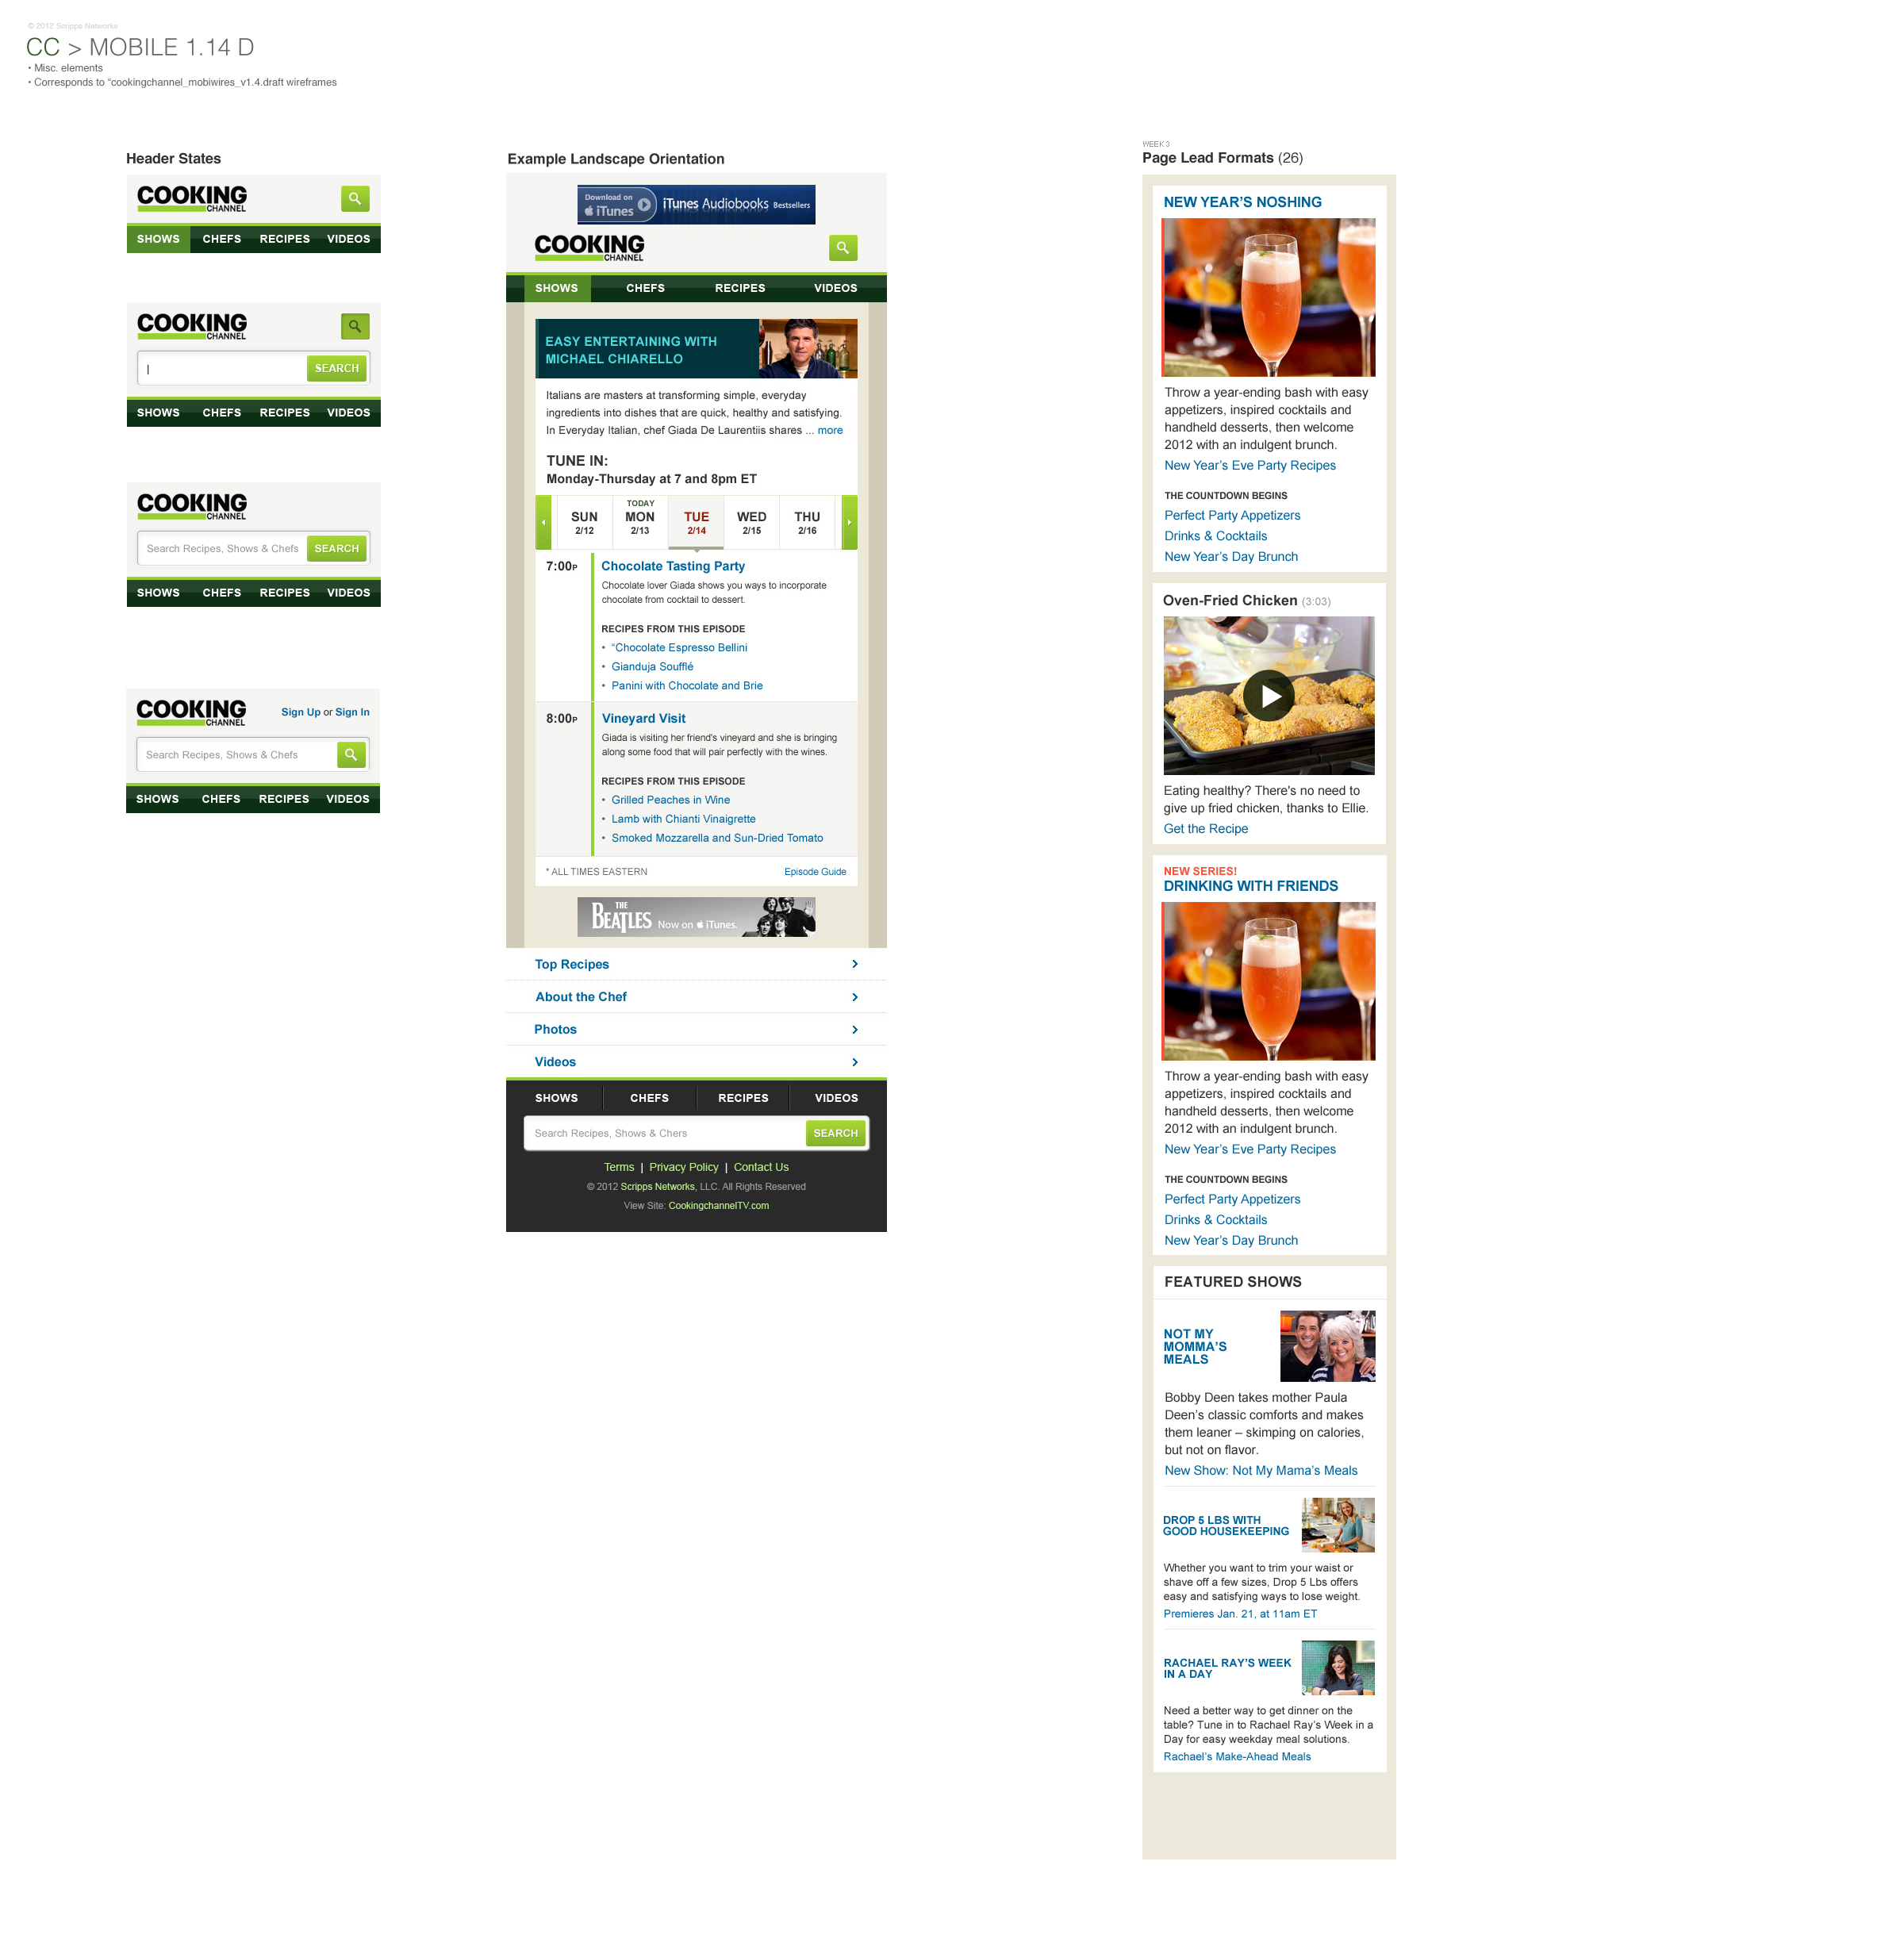 © 2012 Scripps Networks
CC > MOBILE 1.14 D
• Misc. elements
• Corresponds to “cookingchannel_mobiwires_v1.4.draft wireframes
Header States
COOKING
CHANNEL
SHOWS CHEFS RECIPES VIDEOS
COOKING
CHANNEL
SEARCH
SHOWS CHEFS RECIPES VIDEOS
COOKING
CHANNEL
Search Recipes, Shows & Chefs SEARCH
SHOWS CHEFS RECIPES VIDEOS
COOKING
CHANNEL
Sign Up or Sign In
Search Recipes, Shows & Chefs
SHOWS CHEFS RECIPES VIDEOS
Example Landscape Orientation
Download on
iTunes
iTunes Audiobooks Bestsellers
COOKING
CHANNEL
SHOWS CHEFS RECIPES VIDEOS
EASY ENTERTAINING WITH
MICHAEL CHIARELLO
Italians are masters at transforming simple, everyday
ingredients into dishes that are quick, healthy and satisfying.
In Everyday Italian, chef Giada De Laurentiis shares ... more
TUNE IN:
Monday-Thursday at 7 and 8pm ET
TODAY
SUN MON TUE WED THU
2/12 2/13 2/14 2/15 2/16
7:00P Chocolate Tasting Party
Chocolate lover Giada shows you ways to incorporate
chocolate from cocktail to dessert.
RECIPES FROM THIS EPISODE
• “Chocolate Espresso Bellini
• Gianduja Soufflé
• Panini with Chocolate and Brie
8:00P Vineyard Visit
Giada is visiting her friend's vineyard and she is bringing
along some food that will pair perfectly with the wines.
RECIPES FROM THIS EPISODE
• Grilled Peaches in Wine
• Lamb with Chianti Vinaigrette
• Smoked Mozzarella and Sun-Dried Tomato
* ALL TIMES EASTERN Episode Guide
THE
BEATLES Now on iTunes.
Top Recipes
About the Chef
Photos
Videos
SHOWS CHEFS RECIPES VIDEOS
Search Recipes, Shows & Chers SEARCH
Terms | Privacy Policy | Contact Us
© 2012 Scripps Networks, LLC. All Rights Reserved
View Site: CookingchannelTV.com
WEEK 3
Page Lead Formats (26)
NEW YEAR’S NOSHING
Throw a year-ending bash with easy
appetizers, inspired cocktails and
handheld desserts, then welcome
2012 with an indulgent brunch.
New Year’s Eve Party Recipes
THE COUNTDOWN BEGINS
Perfect Party Appetizers
Drinks & Cocktails
New Year’s Day Brunch
Oven-Fried Chicken (3:03)
Eating healthy? There's no need to
give up fried chicken, thanks to Ellie.
Get the Recipe
NEW SERIES!
DRINKING WITH FRIENDS
Throw a year-ending bash with easy
appetizers, inspired cocktails and
handheld desserts, then welcome
2012 with an indulgent brunch.
New Year’s Eve Party Recipes
THE COUNTDOWN BEGINS
Perfect Party Appetizers
Drinks & Cocktails
New Year’s Day Brunch
FEATURED SHOWS
NOT MY
MOMMA’S
MEALS
Bobby Deen takes mother Paula
Deen’s classic comforts and makes
them leaner – skimping on calories,
but not on flavor.
New Show: Not My Mama’s Meals
DROP 5 LBS WITH
GOOD HOUSEKEEPING
Whether you want to trim your waist or
shave off a few sizes, Drop 5 Lbs offers
easy and satisfying ways to lose weight.
Premieres Jan. 21, at 11am ET
RACHAEL RAY’S WEEK
IN A DAY
Need a better way to get dinner on the
table? Tune in to Rachael Ray’s Week in a
Day for easy weekday meal solutions.
Rachael’s Make-Ahead Meals